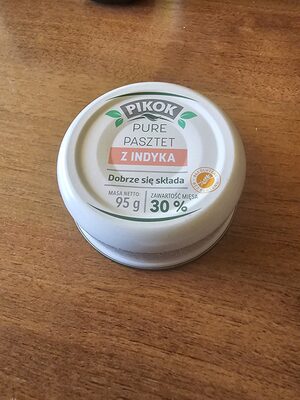 PIKOK
PURE
PASZTET
Z INDYKA
Dobrze się składa
MASA NETTO: ZAWARTOŚĆ MIĘSA
95 g 30 %